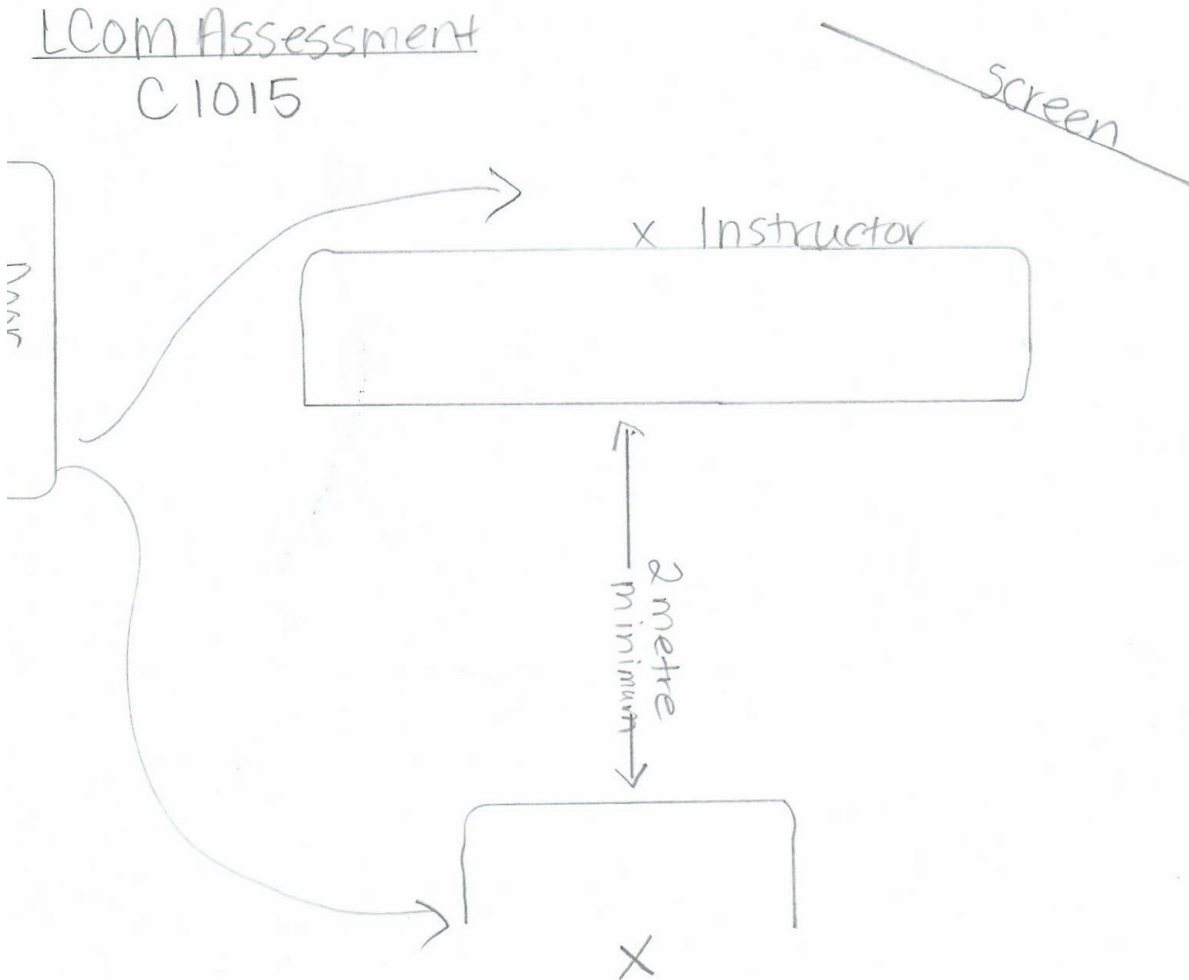 LCom Assessment
C1015
Screen
x Instructor
2 metre
minimum
X